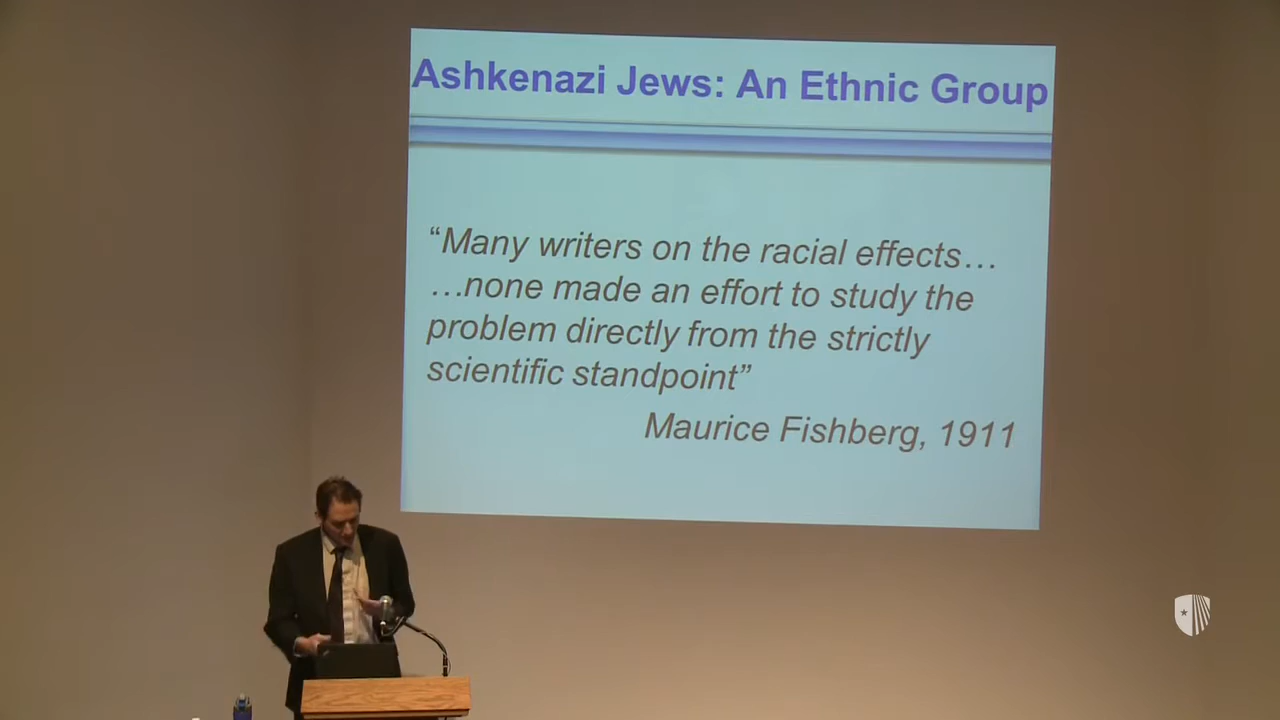 Ashkenazi Jews: An Ethnic Group
“Many writers on the racial effects…
…none made an effort to study the
problem directly from the strictly
scientific standpoint”
Maurice Fishberg, 1911